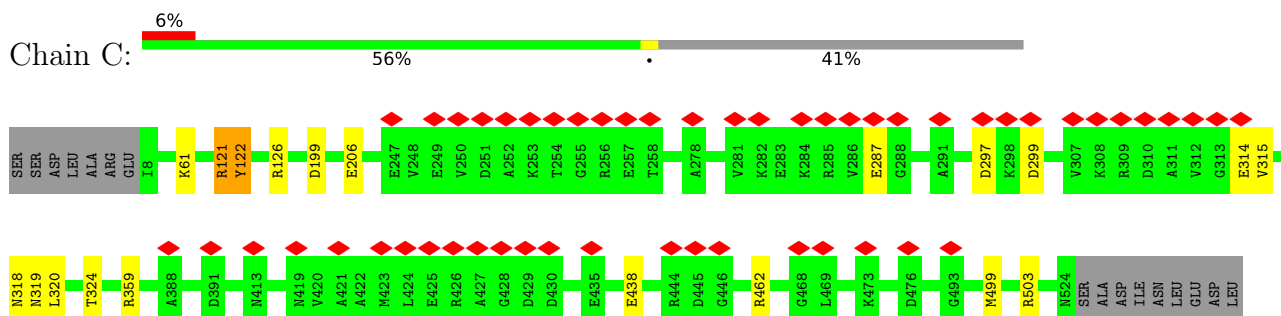 6%
Chain C:
56%
•
41%
SER SER ASP LEU ALA ARG GLU I8 K61 R121 Y122 R126 D199 E206 E247 V248 E249 V250 D251 A252 K253 T254 G255 R256 E257 T258 A278 V281 K282 E283 K284 R285 V286 E287 G288 A291 D297 K298 D299 V307 K308 R309 D310 A311 V312 G313 E314 V315
N318 N319 L320 T324 R359 A388 D391 N413 N419 V420 A421 A422 M423 L424 E425 R426 A427 G428 D429 D430 E435 E438 R444 D445 G446 R462 G468 L469 K473 D476 G493 M499 R503 N524 SER ALA ASP ILE ASN LEU GLU ASP LEU